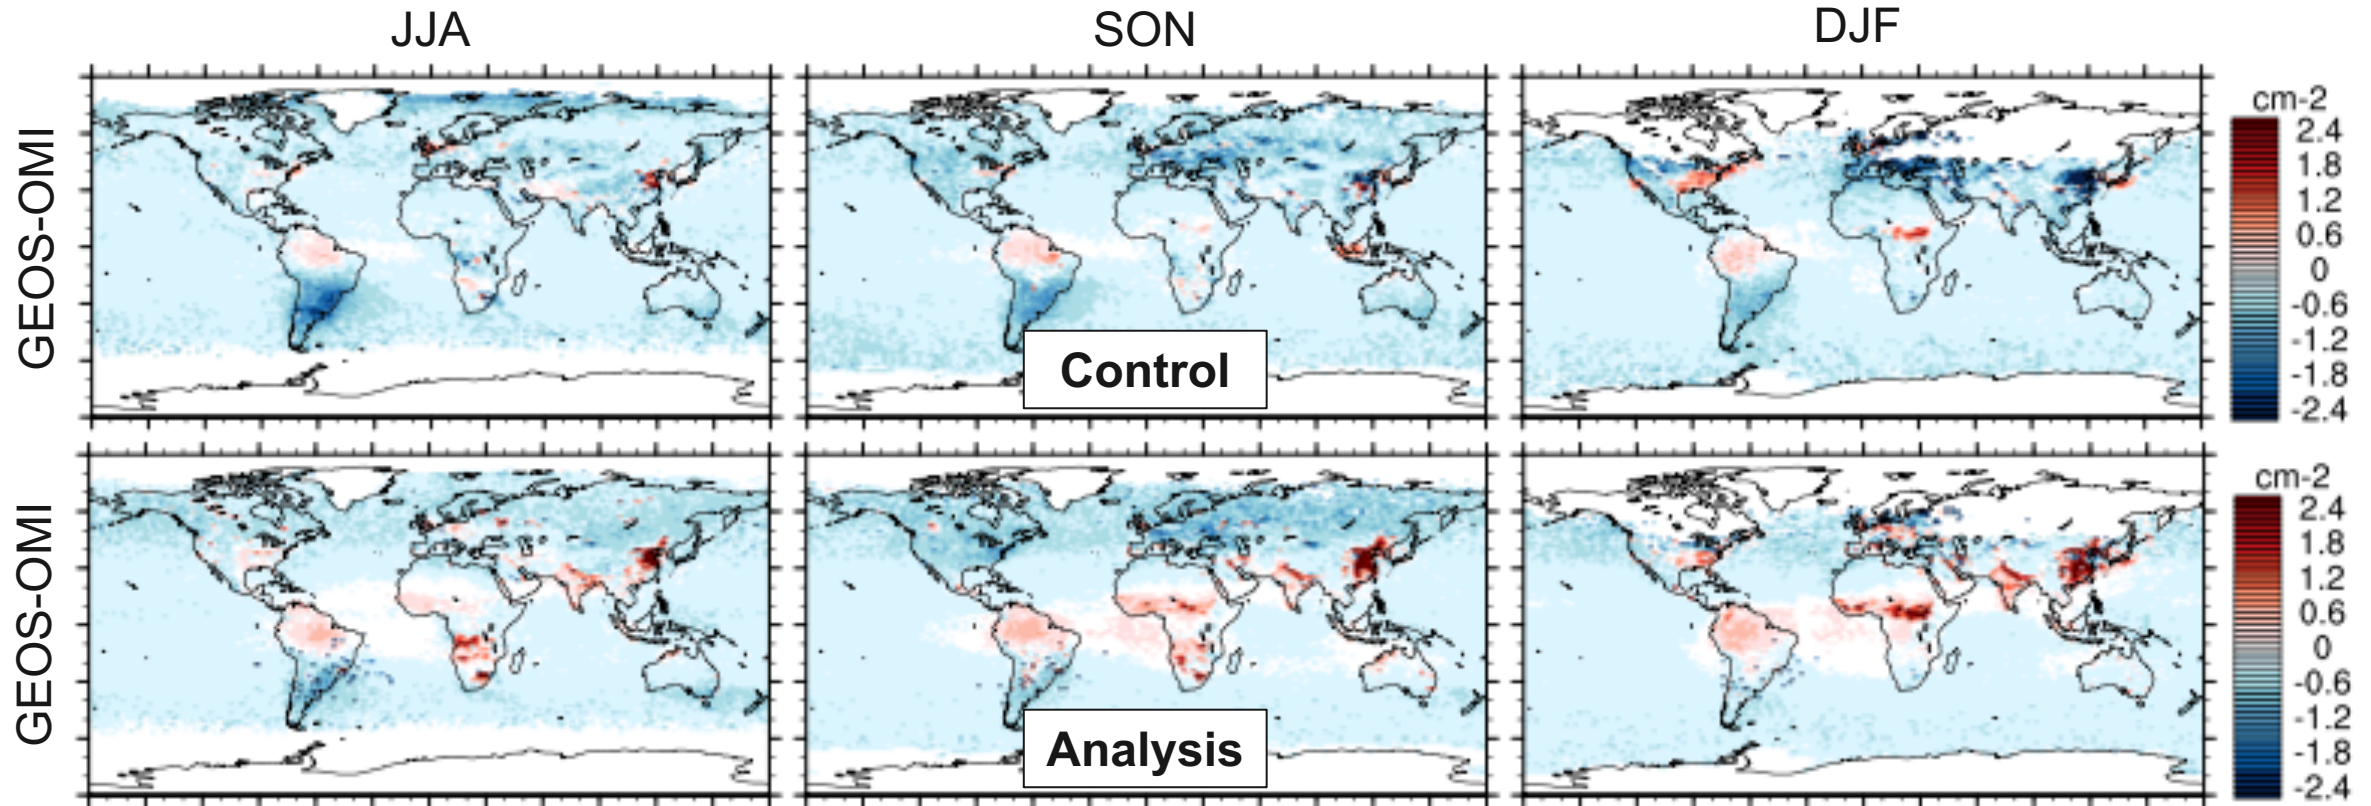 JJA
SON
DJF
GEOS-OMI
Control
cm-2
2.4
1.8
1.2
0.6
0
-0.6
-1.2
-1.8
-2.4
GEOS-OMI
Analysis
cm-2
2.4
1.8
1.2
0.6
0
-0.6
-1.2
-1.8
-2.4